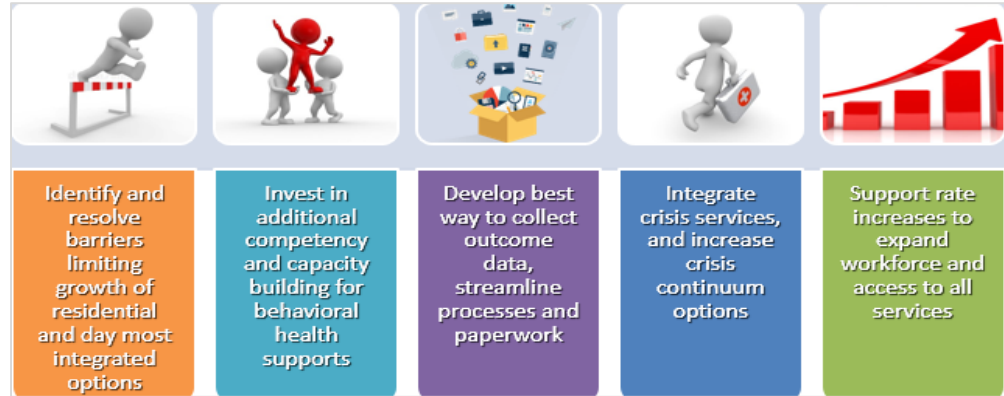 Identify and
resolve
barriers
limiting
growth of
residential
and day most
integrated
options
Invest in
additional
competency
and capacity
building for
behavioral
health
supports
Develop best
way to collect
outcome
data,
streamline
processes and
paperwork
Integrate
crisis services,
and increase
crisis
continuum
options
Support rate
increases to
expand
workforce and
access to all
services